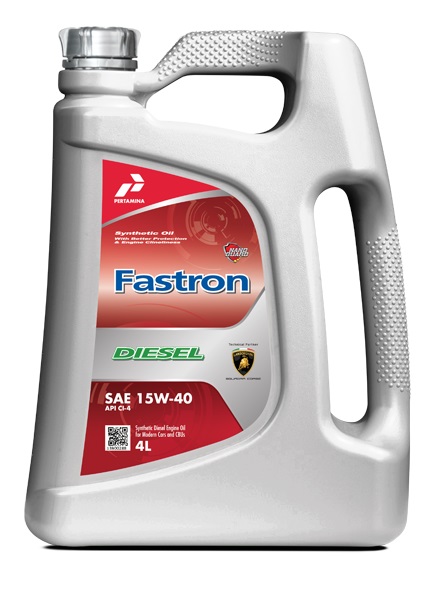 PERTAMINA
Synthetic Oil
With Better Protection
& Engine Cleanliness
NANO
GUARD
Fastron
DIESEL
Technology Partner
SAE 15W-40
API CI-4
Synthetic Diesel Engine Oil
for Modern Cars and CBUs
4L